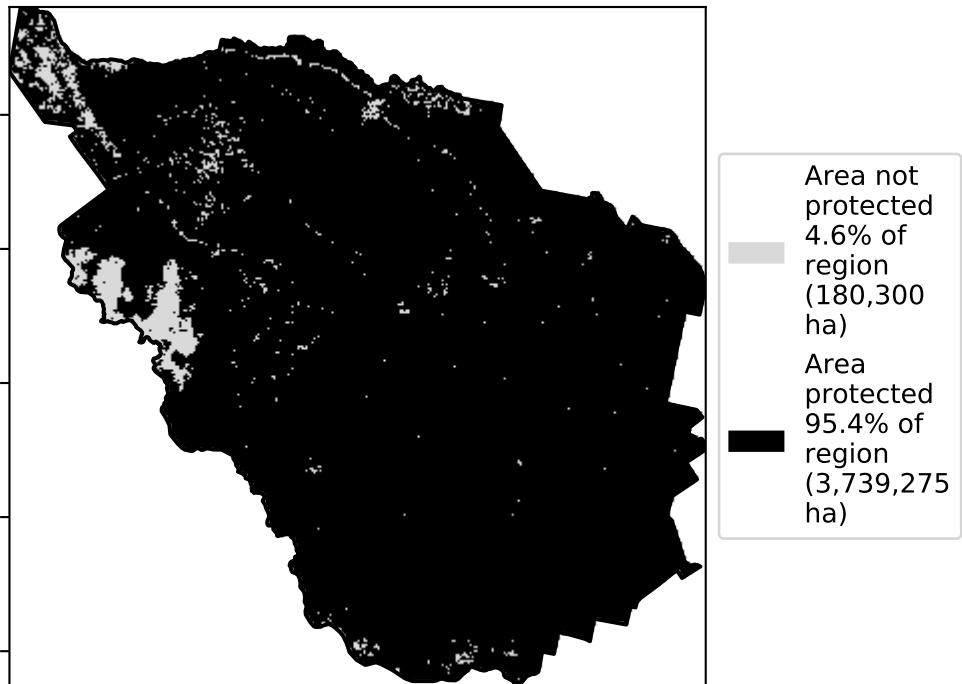 Area not
protected
4.6% of
region
(180,300
ha)
Area
protected
95.4% of
region
(3,739,275
ha)